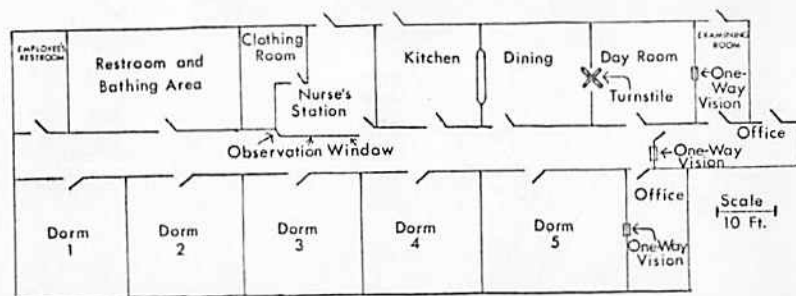 EMPLOYEE'S
RESTROOM
Restroom and
Bathing Area
Clothing
Room
Nurse's
Station
Kitchen
Dining
Day Room
Turnstile
EXAMINING
ROOM
One-
Way
Vision
Office
Observation Window
One-Way
Vision
Office
Dorm
1
Dorm
2
Dorm
3
Dorm
4
Dorm
5
One-Way
Vision
Scale
10 Ft.